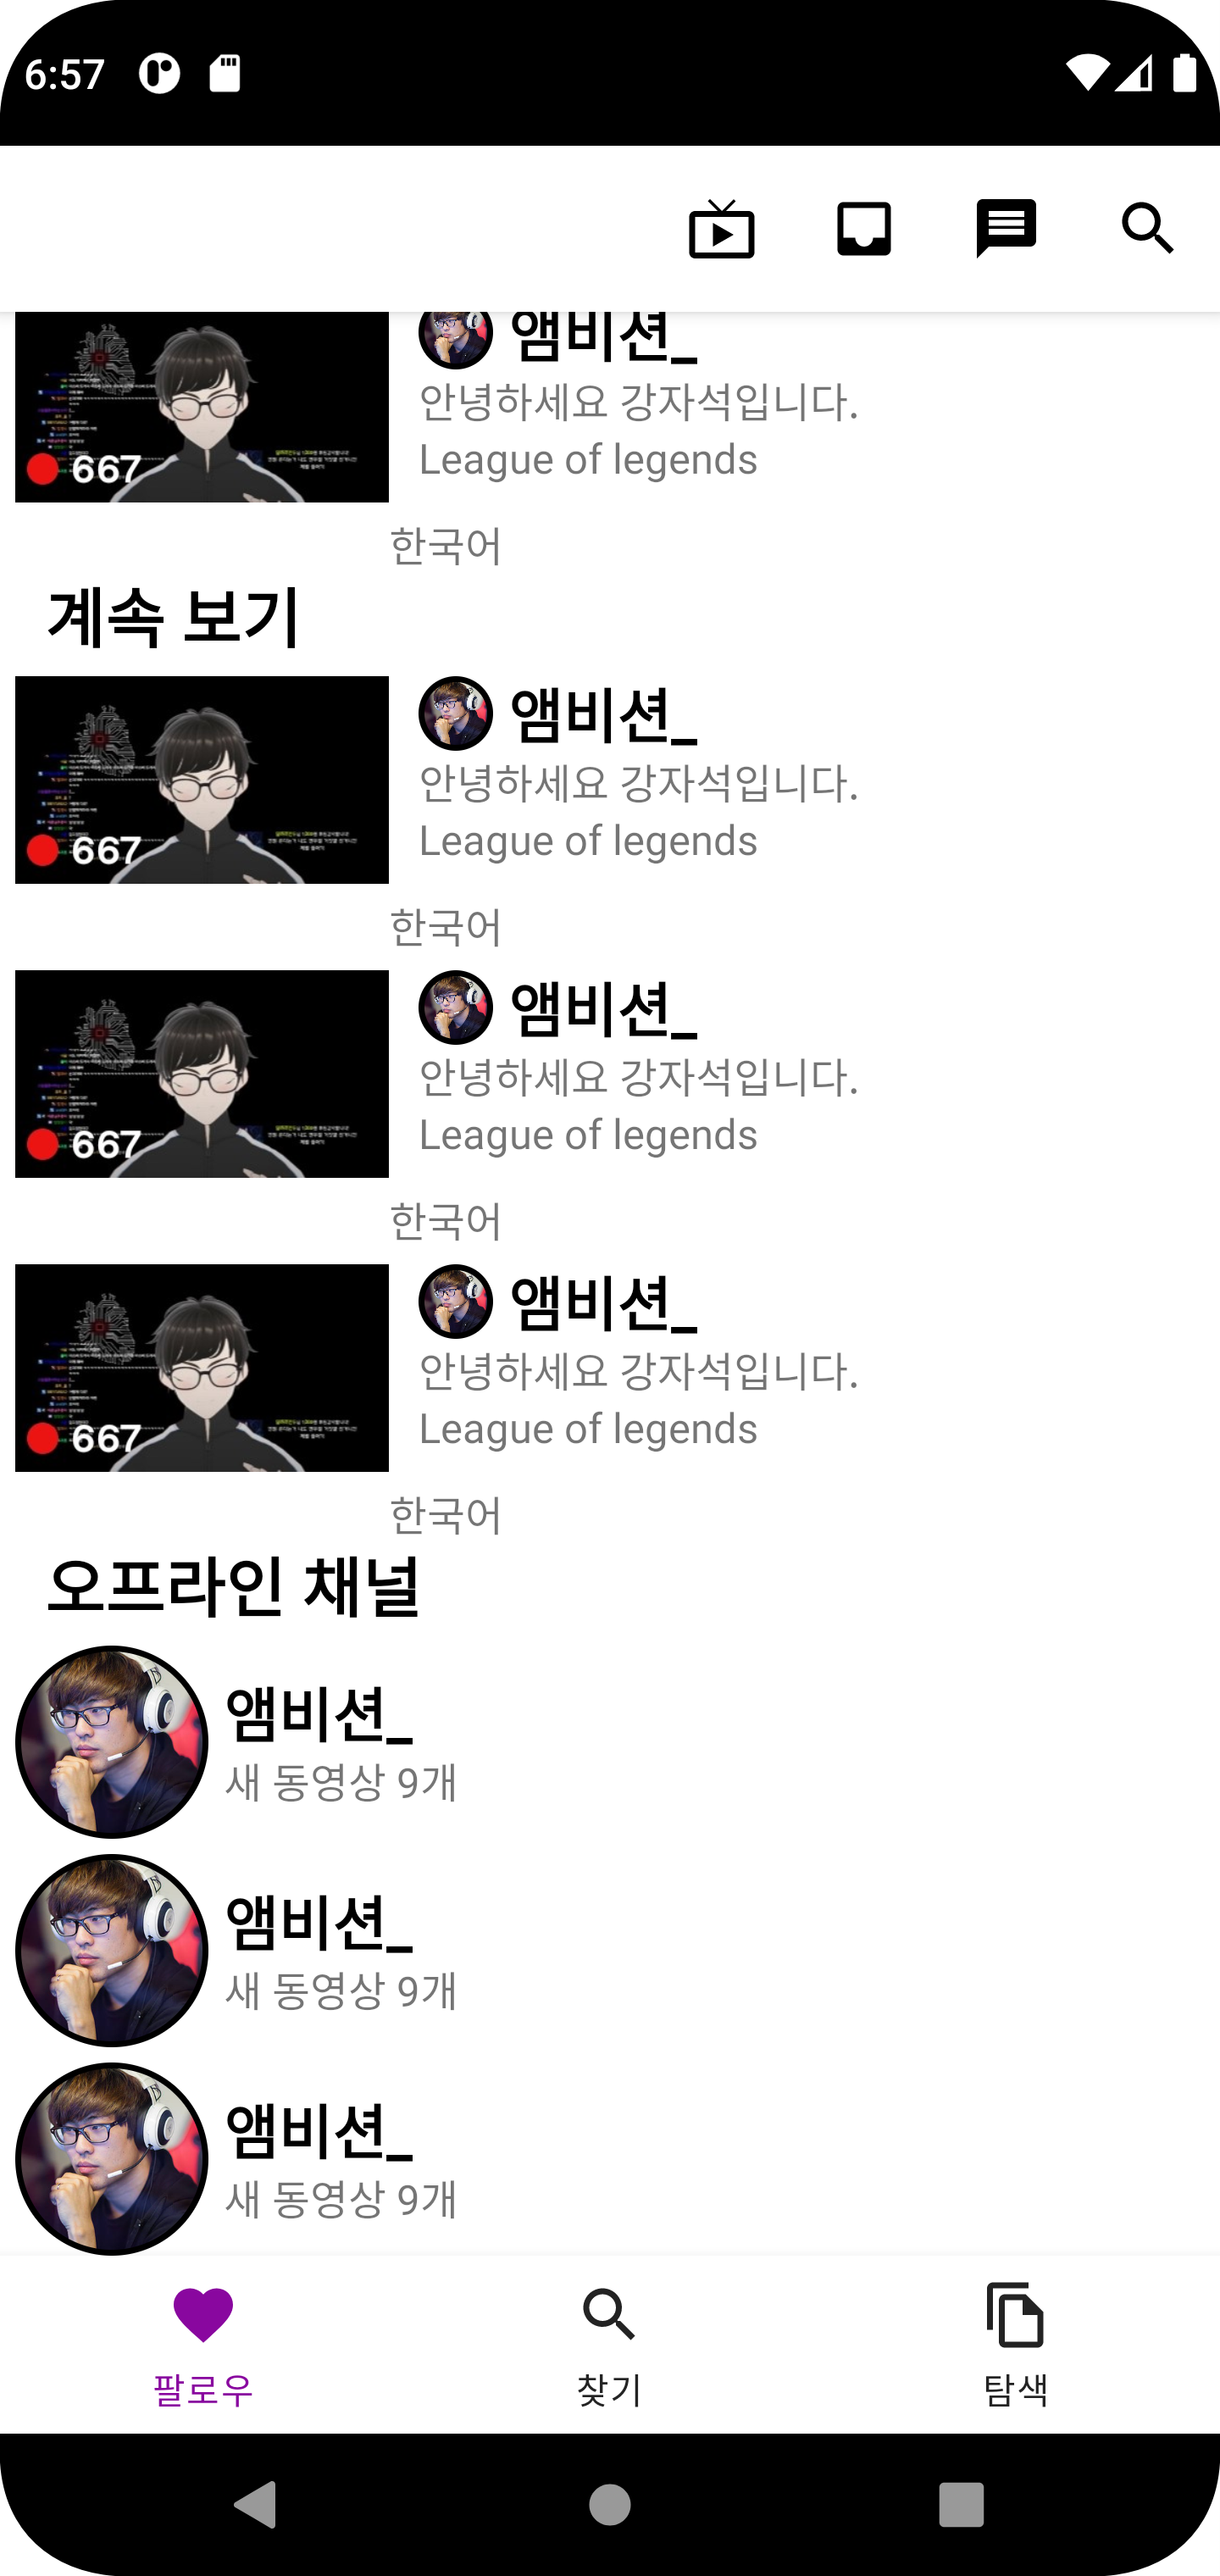 6:57
앰비션_
안녕하세요 강자석입니다.
League of legends
667
한국어
계속 보기
앰비션_
안녕하세요 강자석입니다.
League of legends
667
한국어
앰비션_
안녕하세요 강자석입니다.
League of legends
667
한국어
앰비션_
안녕하세요 강자석입니다.
League of legends
667
한국어
오프라인 채널
앰비션_
새 동영상 9개
앰비션_
새 동영상 9개
앰비션_
새 동영상 9개
팔로우
찾기
탐색